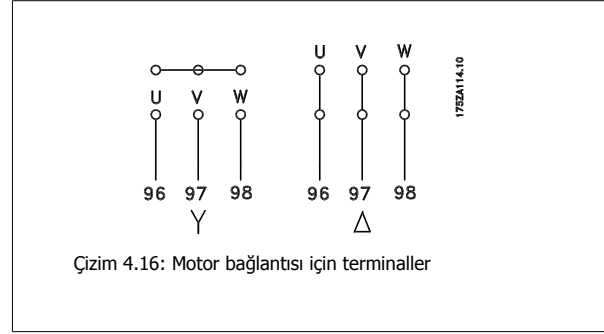 U V W
U V W
175ZA114.10
96 97 98 96 97 98
Y Δ
Çizim 4.16: Motor bağlantısı için terminaller